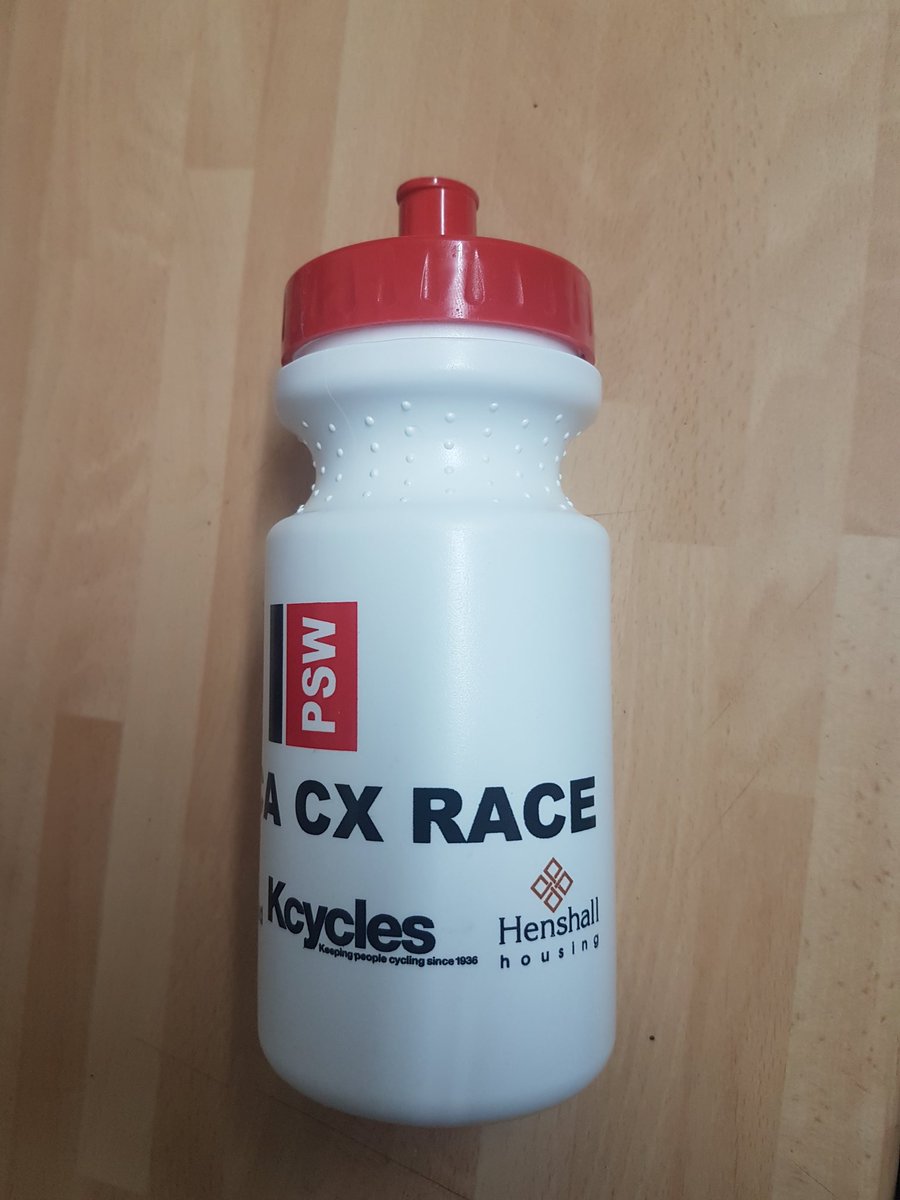 PSW
CX RACE
Kcycles
Keeping people cycling since 1936
Henshall
housing